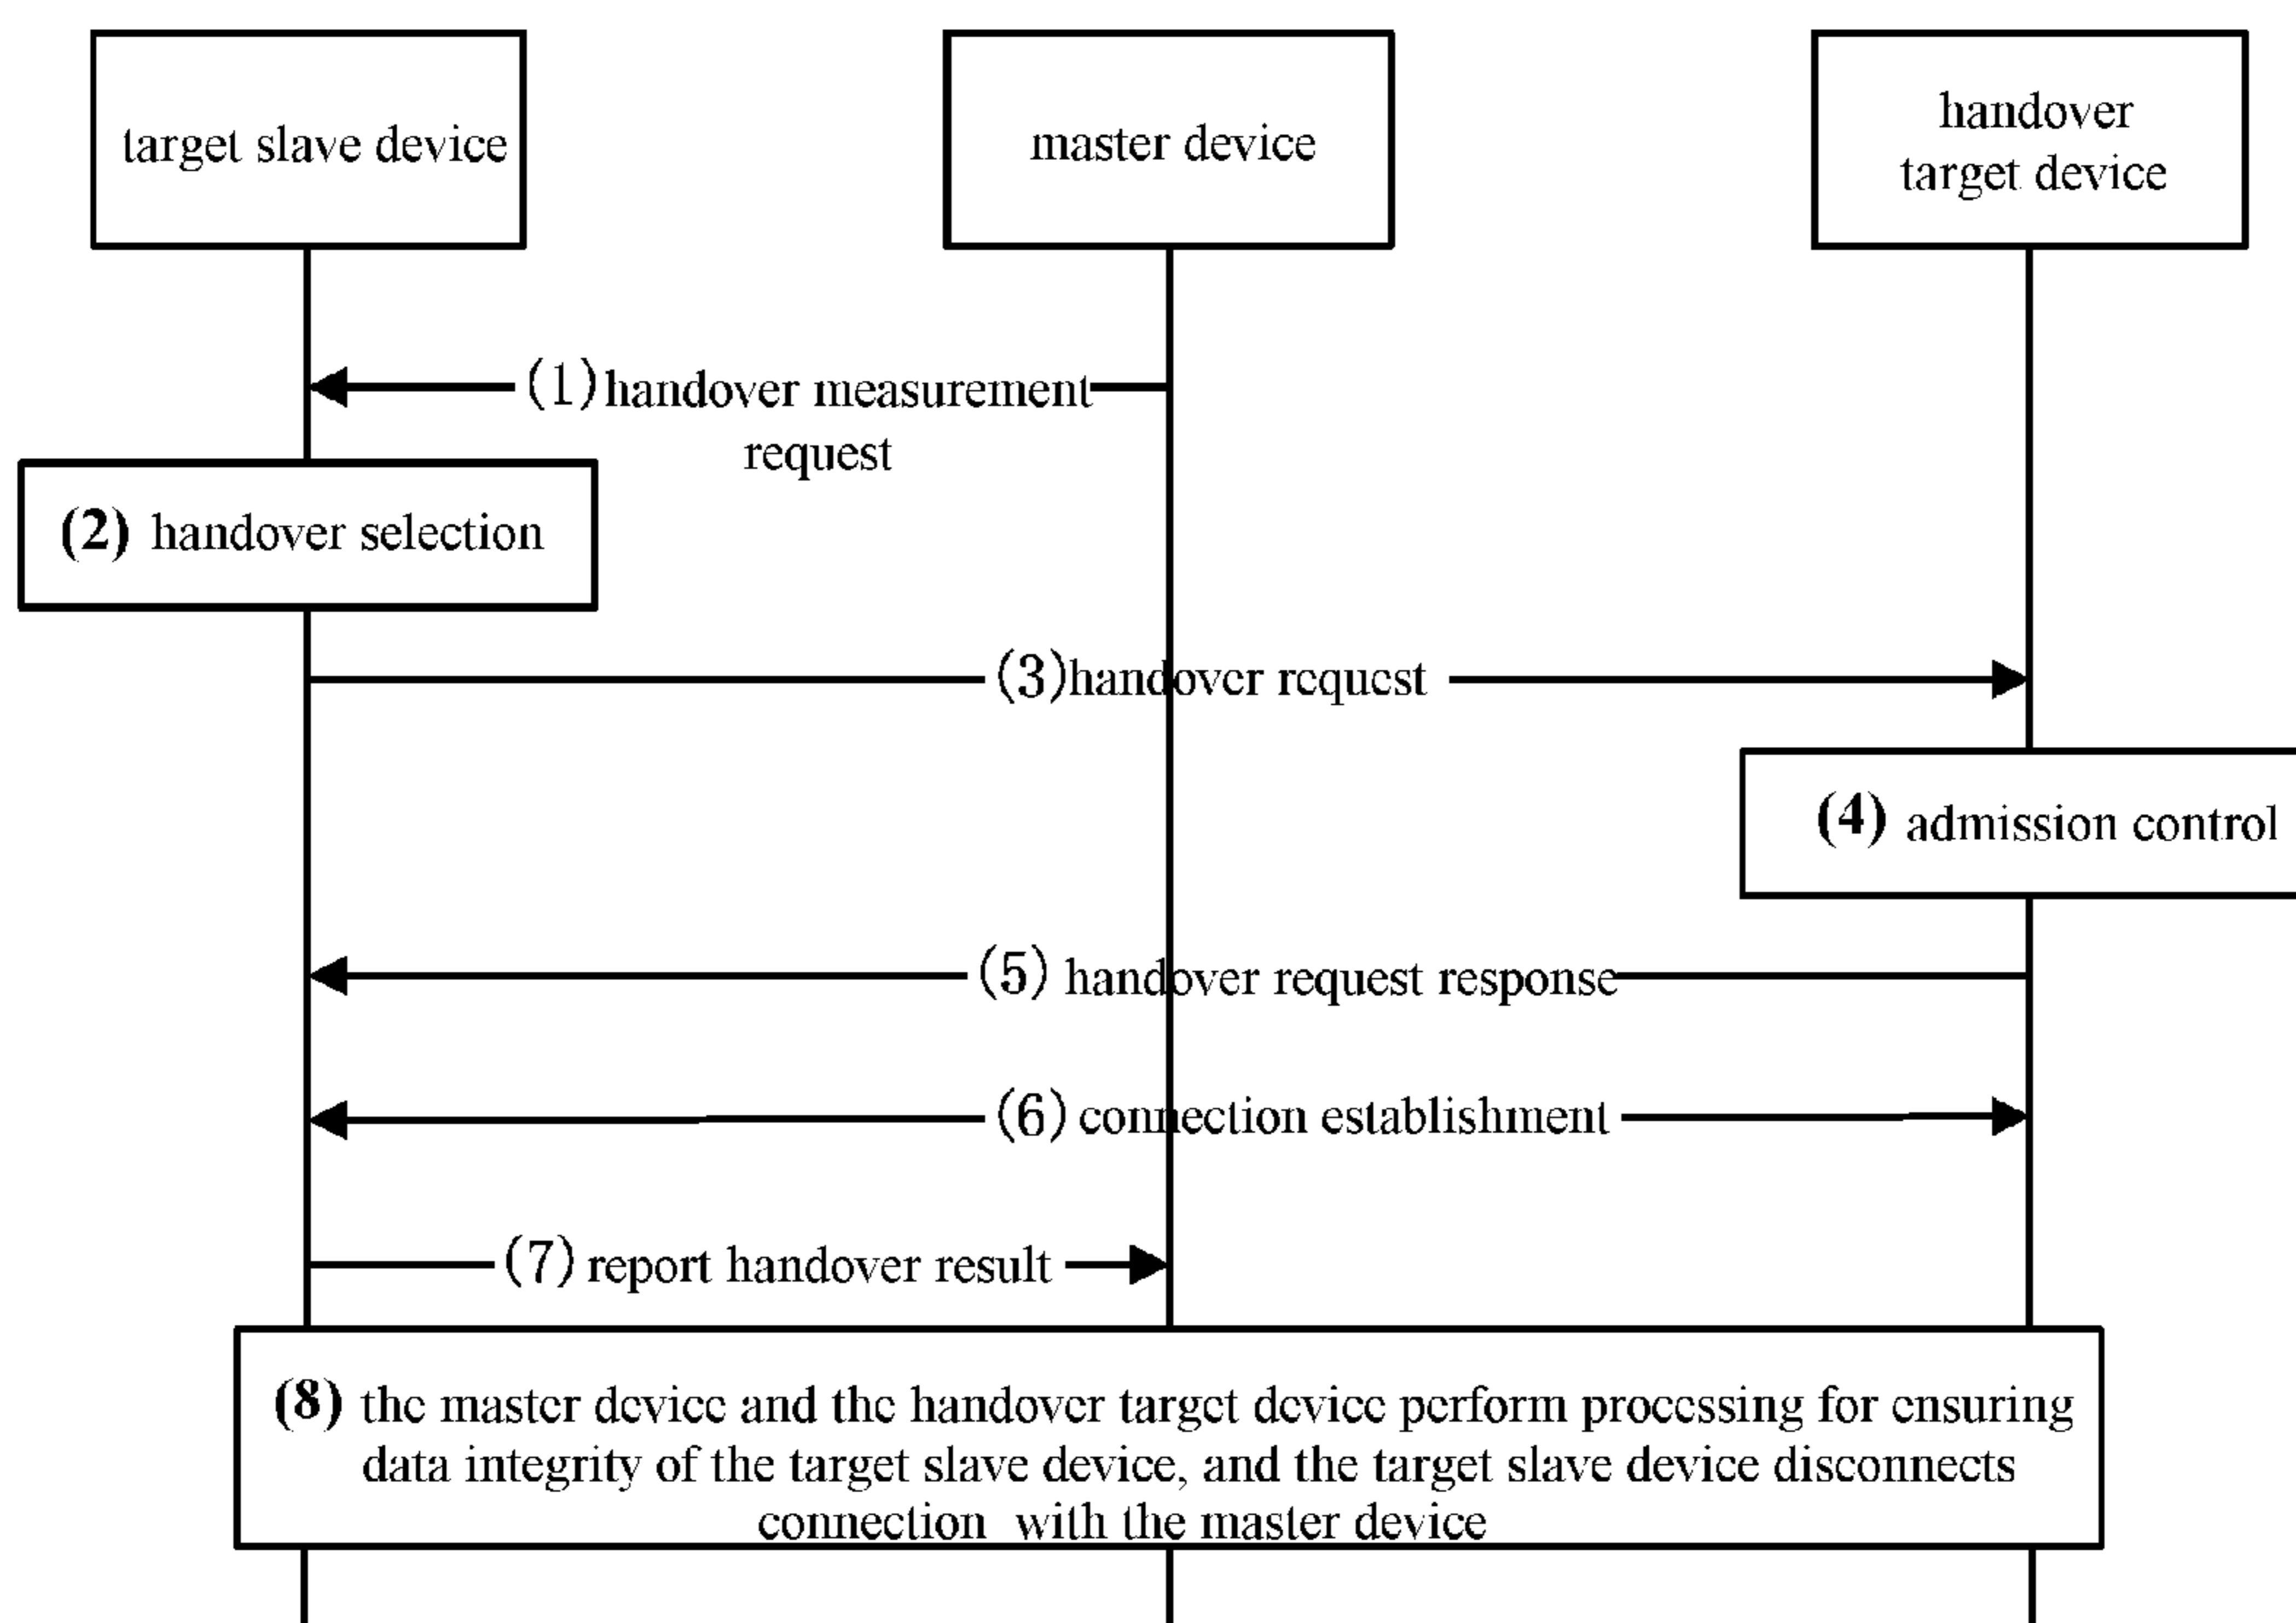 target slave device
master device
handover
target device
(1) handover measurement
request
(2) handover selection
(3) handover request
(4) admission control
(5) handover request response
(6) connection establishment
(7) report handover result
(8) the master device and the handover target device perform processing for ensuring
data integrity of the target slave device, and the target slave device disconnects
connection with the master device